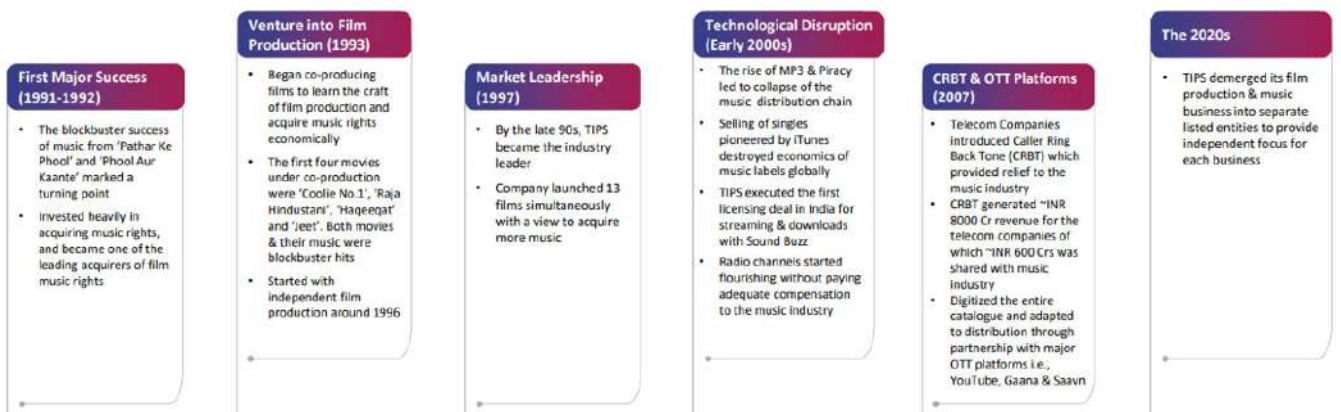 First Major Success
(1991-1992)
• The blockbuster success
of music from 'Pathar Ke
Phool' and 'Phool Aur
Kaante' marked a
turning point
• Invested heavily in
acquiring music rights,
and became one of the
leading acquirers of film
music rights
Venture into Film
Production (1993)
• Began co-producing
films to learn the craft
of film production and
acquire music rights
economically
• The first four movies
under co-production
were 'Coolie No.1', 'Raja
Hindustani', 'Haqeeqat'
and 'Jeet'. Both movies
& their music were
blockbuster hits
• Started with
independent film
production around 1996
Market Leadership
(1997)
• By the late 90s, TIPS
became the industry
leader
• Company launched 13
films simultaneously
with a view to acquire
more music
Technological Disruption
(Early 2000s)
• The rise of MP3 & Piracy
led to collapse of the
music distribution chain
• Selling of singles
pioneered by iTunes
destroyed economics of
music labels globally
• TIPS executed the first
licensing deal in India for
streaming & downloads
with Sound Buzz
• Radio channels started
flourishing without paying
adequate compensation
to the music industry
CRBT & OTT Platforms
(2007)
• Telecom Companies
introduced Caller Ring
Back Tone (CRBT) which
provided relief to the
music industry
• CRBT generated ~INR
8000 Cr revenue for the
telecom companies of
which ~INR 600 Crs was
shared with music
industry
• Digitized the entire
catalogue and adapted
to distribution through
partnership with major
OTT platforms i.e.,
YouTube, Gaana & Saavn
The 2020s
• TIPS demerged its film
production & music
business into separate
listed entities to provide
independent focus for
each business